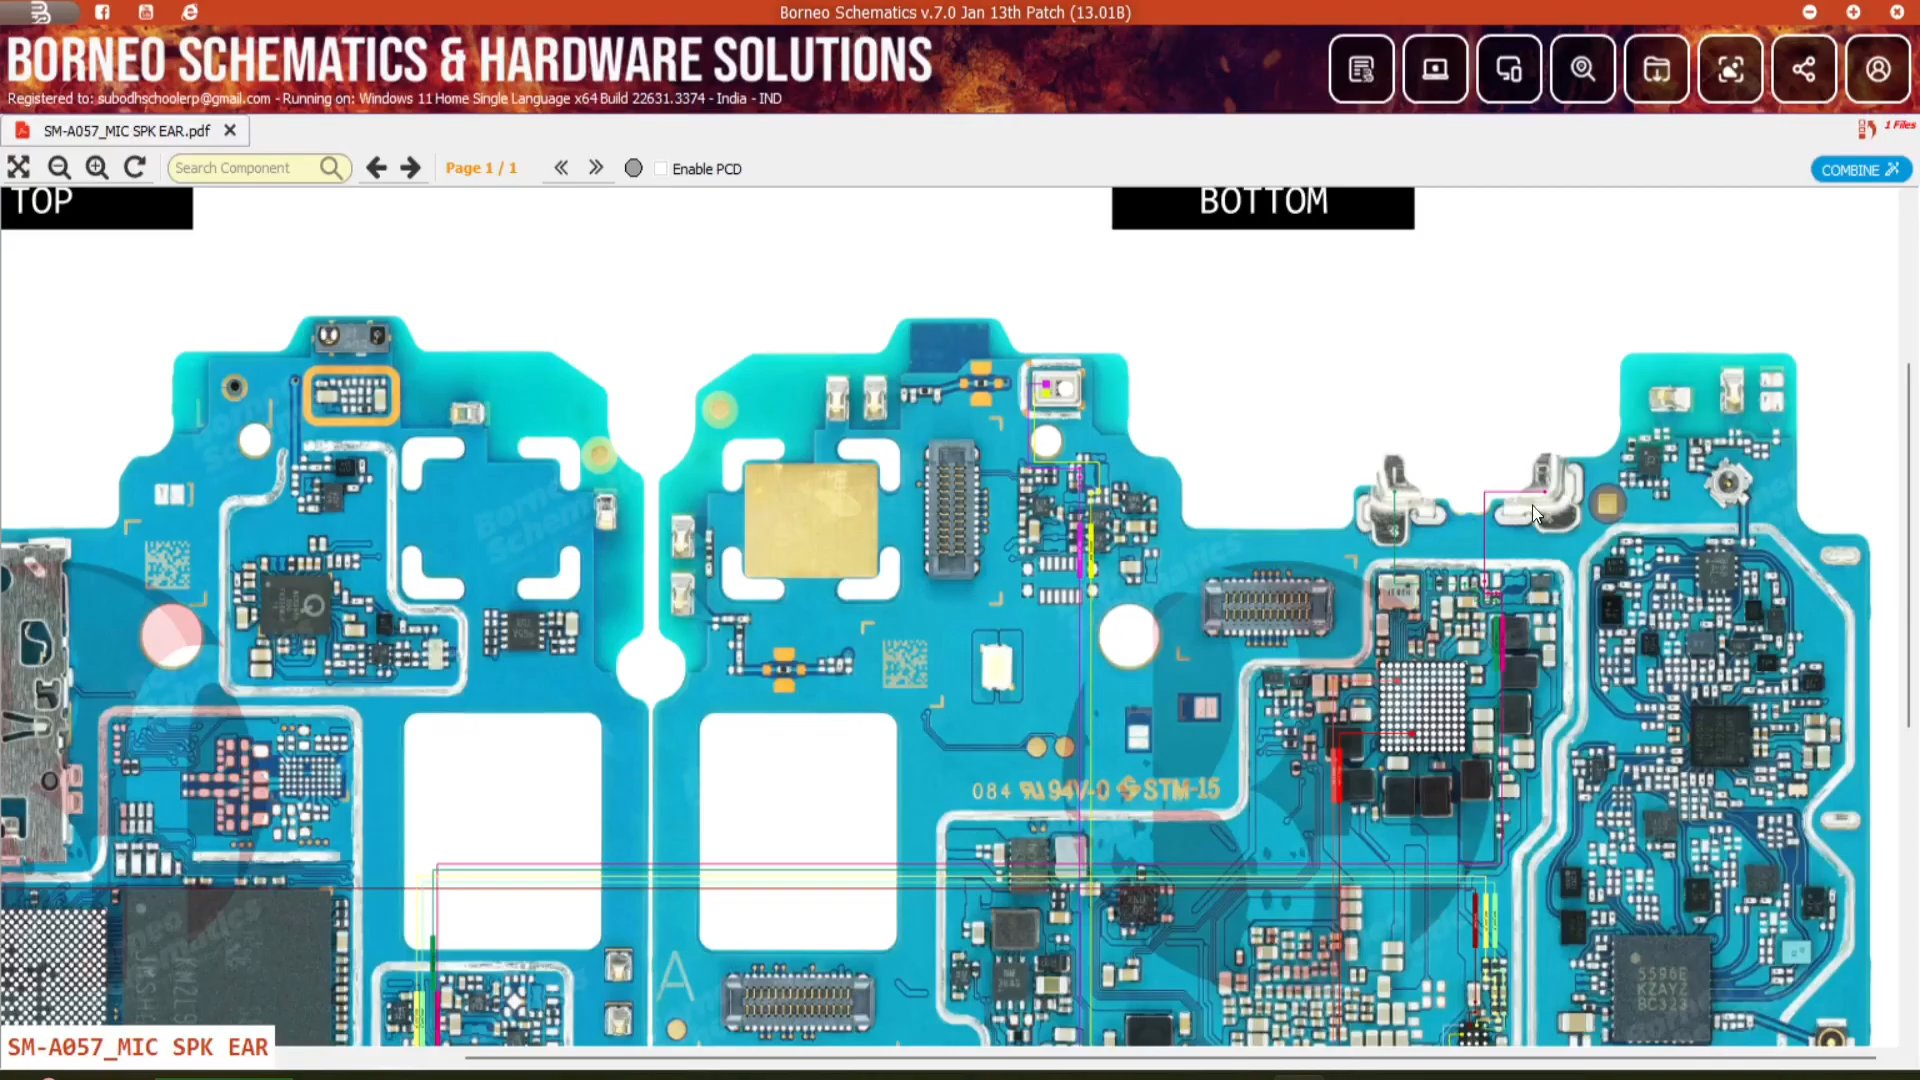 Borneo Schematics v.7.0 Jan 13th Patch (13.01B)
BORNEO SCHEMATICS & HARDWARE SOLUTIONS
Registered to: subodhschoolerp@gmail.com - Running on: Windows 11 Home Single Language x64 Build 22631.3374 - India - IND
SM-A057_MIC SPK EAR.pdf
1 Files
Search Component
Page 1 / 1
Enable PCD
COMBINE
TOP
BOTTOM
084
94V-0
STM-15
A
5596E
KZAYZ
BC323
SM-A057_MIC SPK EAR